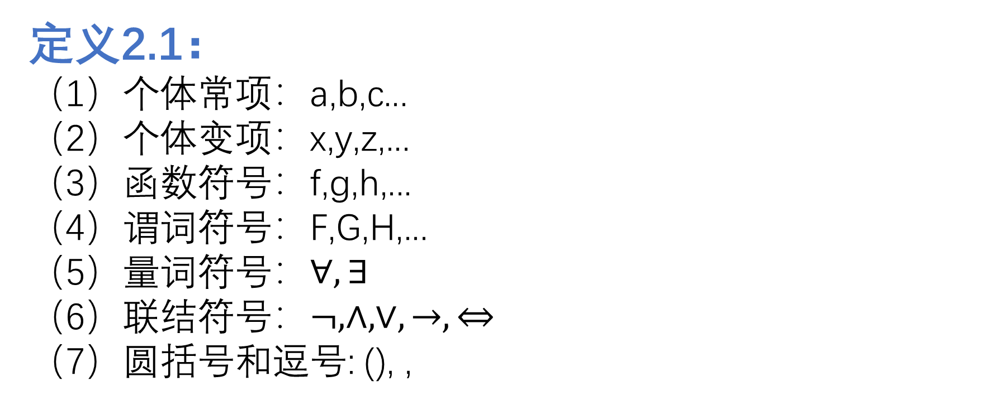 定义2.1：
（1）个体常项：a,b,c...
（2）个体变项：x,y,z,...
（3）函数符号：f,g,h,...
（4）谓词符号：F,G,H,...
（5）量词符号：∀,∃
（6）联结符号：¬,∧,∨,→,⇔
（7）圆括号和逗号: (), ,